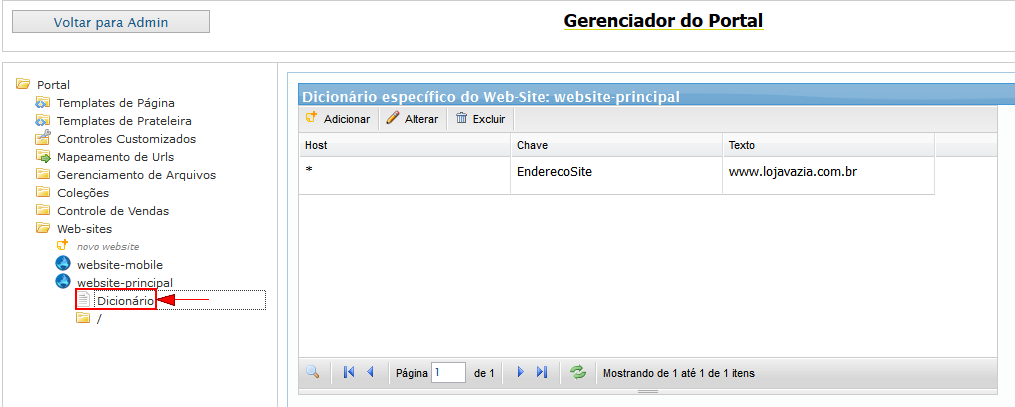 Voltar para Admin
Gerenciador do Portal
Portal
Templates de Página
Templates de Prateleira
Controles Customizados
Mapeamento de Urls
Gerenciamento de Arquivos
Coleções
Controle de Vendas
Web-sites
novo website
website-mobile
website-principal
Dicionário
/
Dicionário específico do Web-Site: website-principal
Adicionar Alterar Excluir
Host Chave Texto
* EnderecoSite www.lojavazia.com.br
Página 1 de 1 Mostrando de 1 até 1 de 1 itens